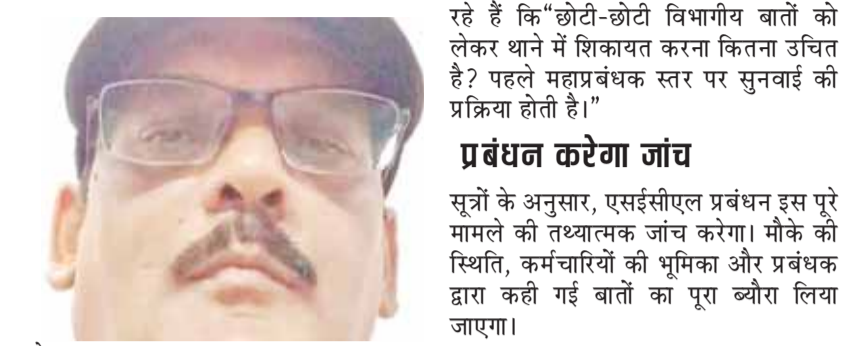 रहे हैं कि“छोटी-छोटी विभागीय बातों को
लेकर थाने में शिकायत करना कितना उचित
है? पहले महाप्रबंधक स्तर पर सुनवाई की
प्रक्रिया होती है।”
प्रबंधन करेगा जांच
सूत्रों के अनुसार, एसईसीएल प्रबंधन इस पूरे
मामले की तथ्यात्मक जांच करेगा। मौके की
स्थिति, कर्मचारियों की भूमिका और प्रबंधक
द्वारा कही गई बातों का पूरा ब्यौरा लिया
जाएगा।